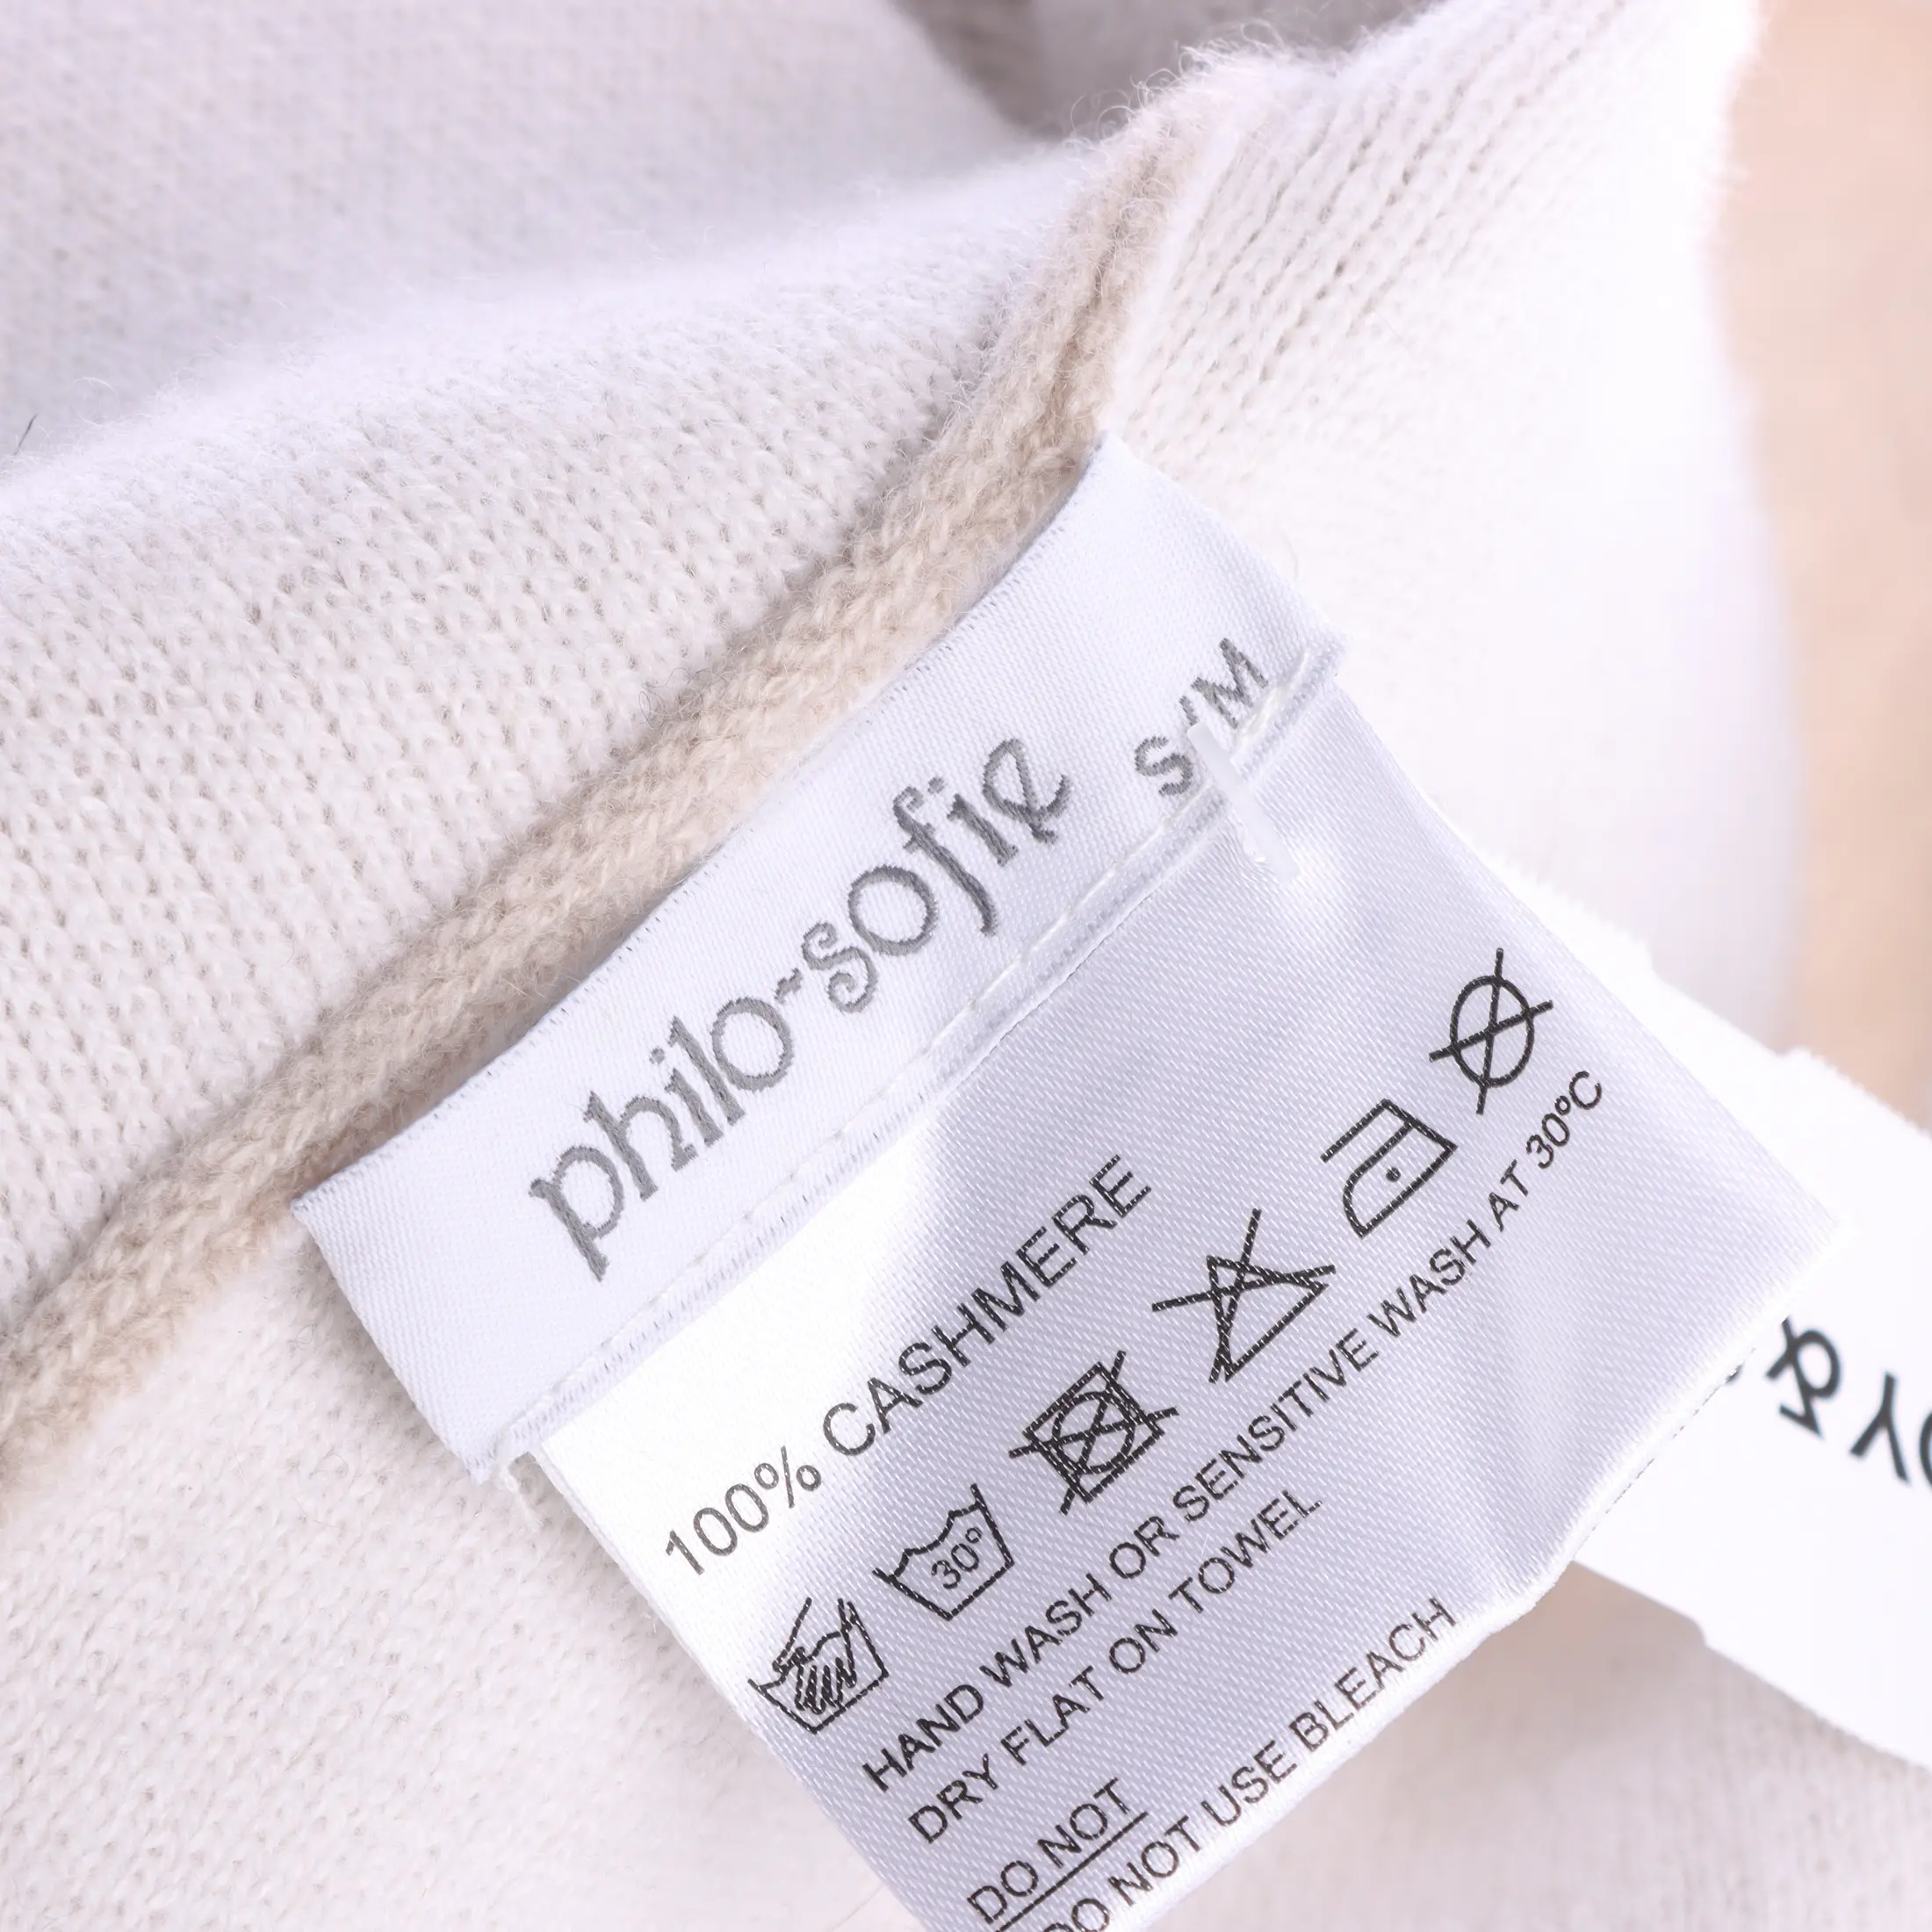 philo-sofie S/M
100% CASHMERE
30°
HAND WASH OR SENSITIVE WASH AT 30°C
DRY FLAT ON TOWEL
DO NOT
DO NOT USE BLEACH